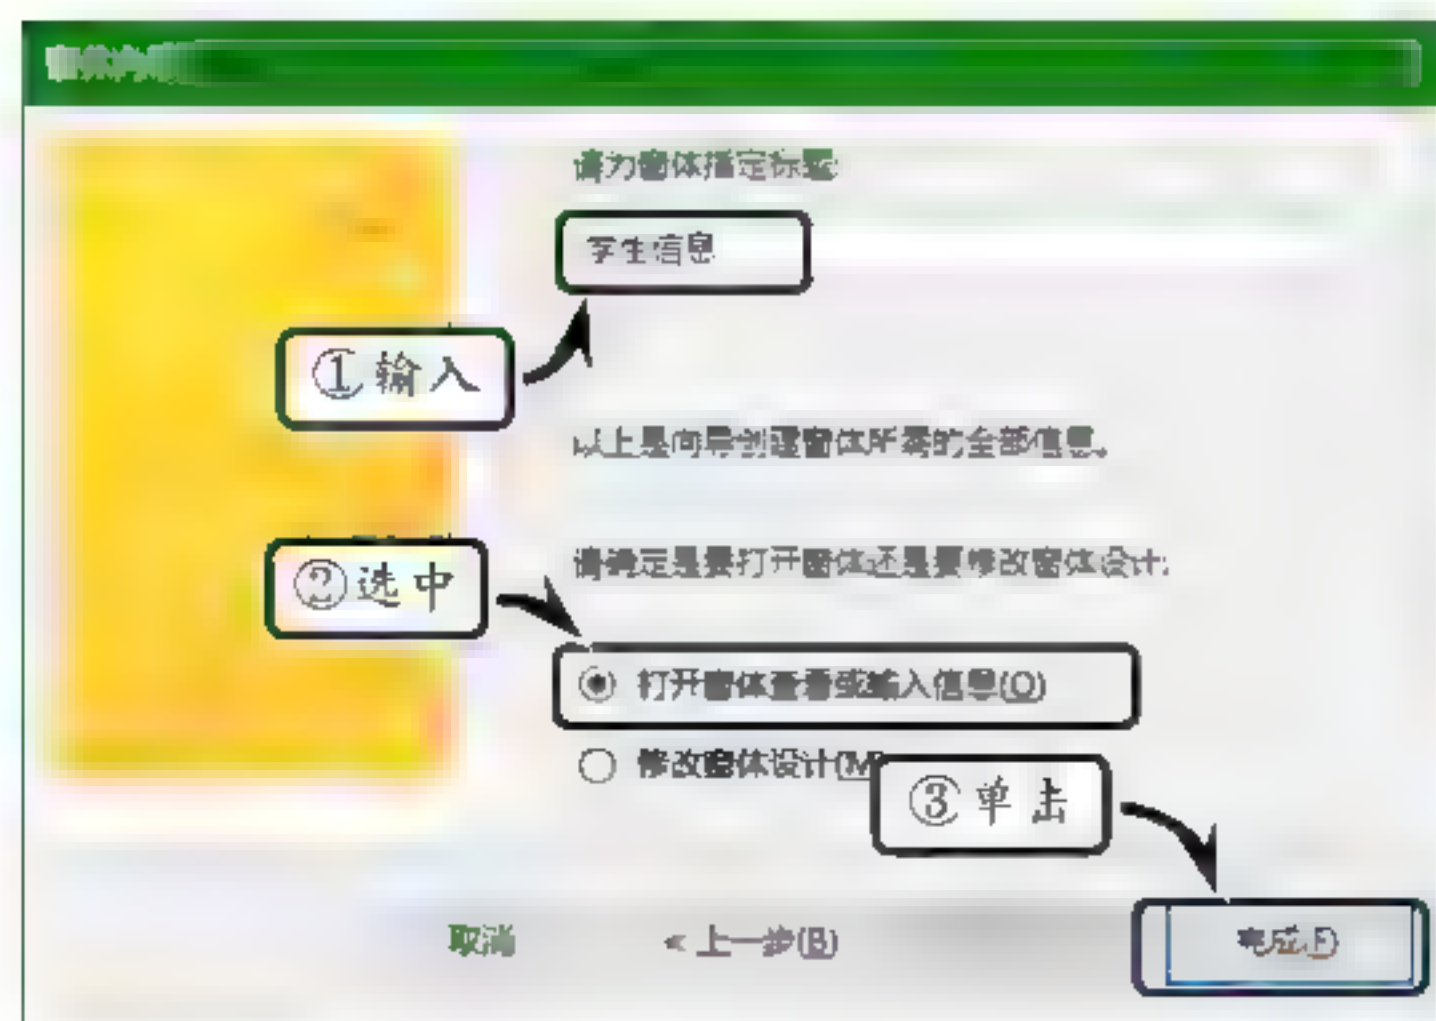 请为窗体指定标题:
学生信息
①输入
以上是向导创建窗体所需的全部信息。
请确定是要打开窗体还是要修改窗体设计:
②选中
打开窗体查看或输入信息(O)
修改窗体设计(M)
③单击
取消
< 上一步(B)
完成(F)